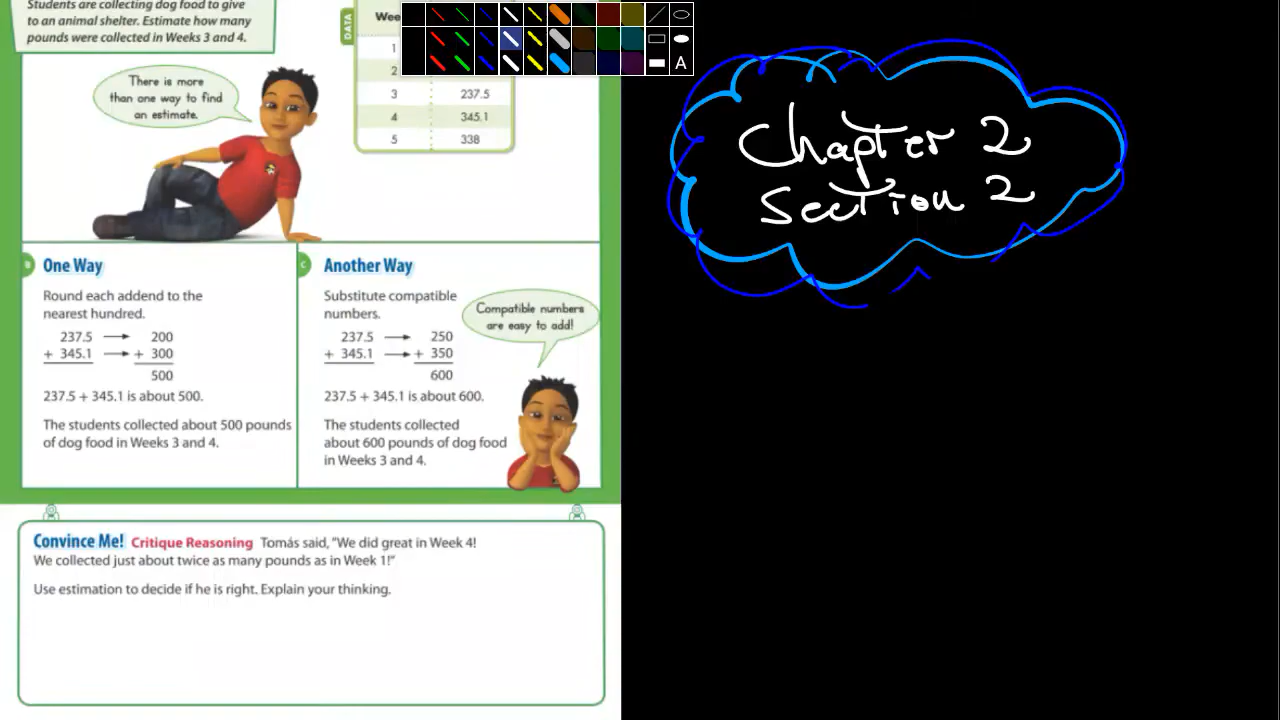 Students are collecting dog food to give
to an animal shelter. Estimate how many
pounds were collected in Weeks 3 and 4.
There is more
than one way to find
an estimate.
DATA
1
2
3 237.5
4 345.1
5 338
A
Chapter 2
Section 2
One Way
Round each addend to the
nearest hundred.
237.5 → 200
+ 345.1 → + 300
500
237.5 + 345.1 is about 500.
The students collected about 500 pounds
of dog food in Weeks 3 and 4.
C
Another Way
Substitute compatible
numbers.
237.5 → 250
+ 345.1 → + 350
600
237.5 + 345.1 is about 600.
The students collected
about 600 pounds of dog food
in Weeks 3 and 4.
Compatible numbers
are easy to add!
Convince Me! Critique Reasoning Tomás said, "We did great in Week 4!
We collected just about twice as many pounds as in Week 1!"
Use estimation to decide if he is right. Explain your thinking.